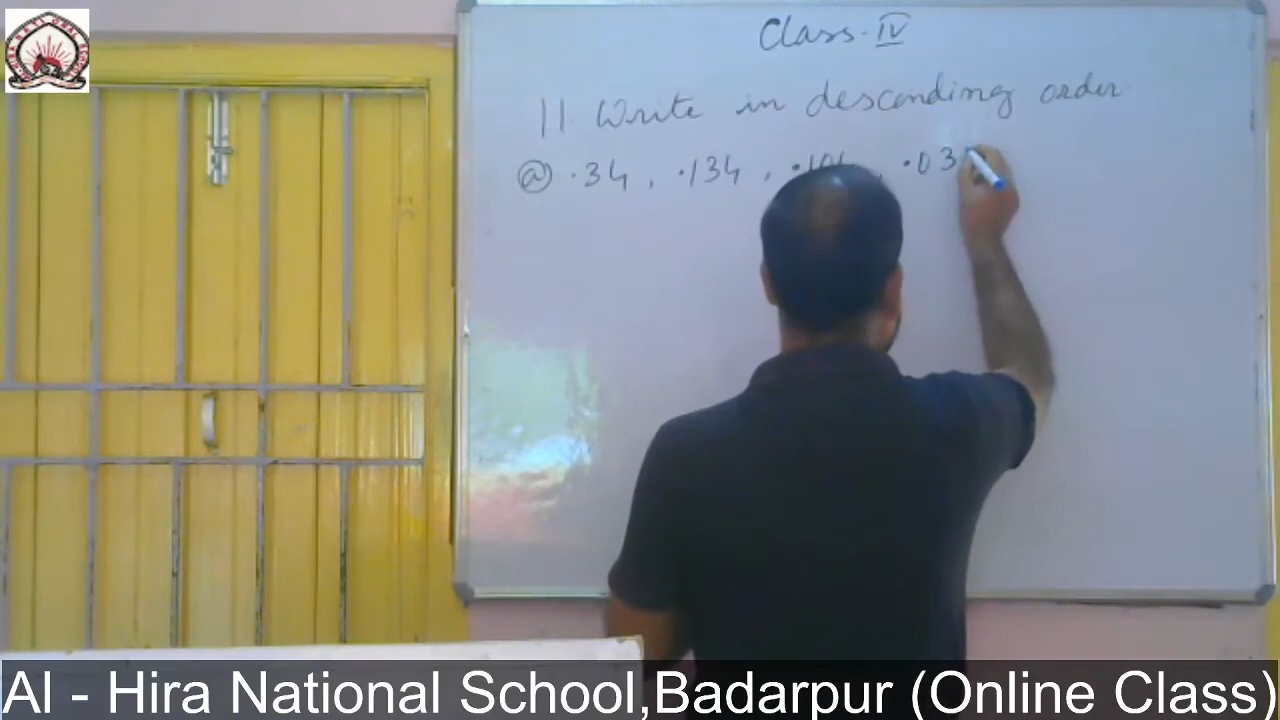 Class-IV
11. Write in descending order
(a) .34, .134, , .03
Al - Hira National School,Badarpur (Online Class)